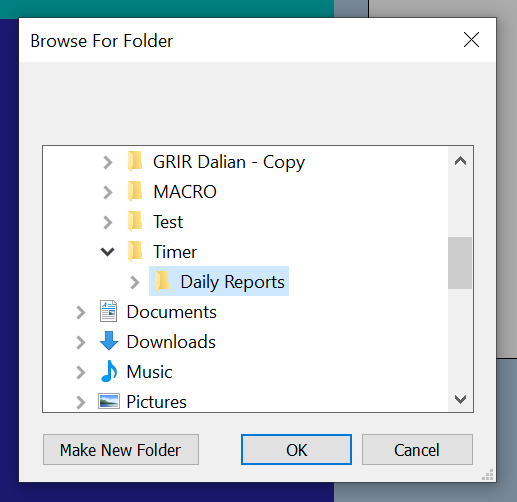 Browse For Folder
GRIR Dalian - Copy
MACRO
Test
Timer
Daily Reports
Documents
Downloads
Music
Pictures
Make New Folder
OK
Cancel